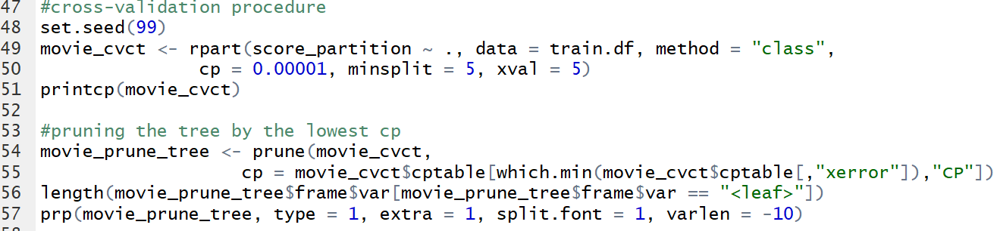 47 #cross-validation procedure
48 set.seed(99)
49 movie_cvct <- rpart(score_partition ~ ., data = train.df, method = "class",
50 cp = 0.00001, minsplit = 5, xval = 5)
51 printcp(movie_cvct)
52
53 #pruning the tree by the lowest cp
54 movie_prune_tree <- prune(movie_cvct,
55 cp = movie_cvct$cptable[which.min(movie_cvct$cptable[,"xerror"]),"CP"])
56 length(movie_prune_tree$frame$var[movie_prune_tree$frame$var == "<leaf>"])
57 prp(movie_prune_tree, type = 1, extra = 1, split.font = 1, varlen = -10)